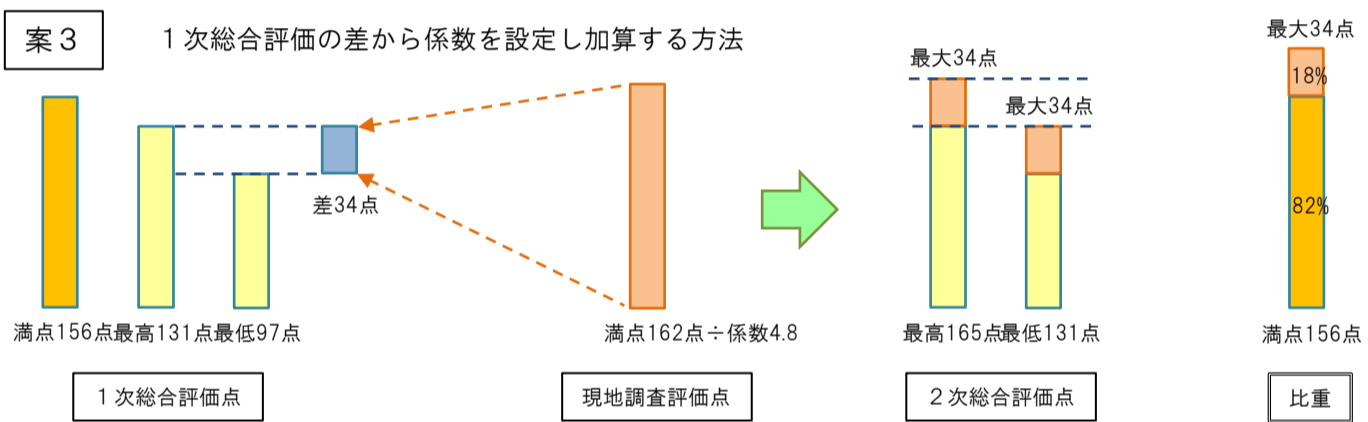 案3
1次総合評価の差から係数を設定し加算する方法
最大34点
18%
82%
満点156点
比重
差34点
満点156点
最高131点
最低97点
1次総合評価点
満点162点÷係数4.8
現地調査評価点
最大34点
最大34点
最高165点
最低131点
2次総合評価点